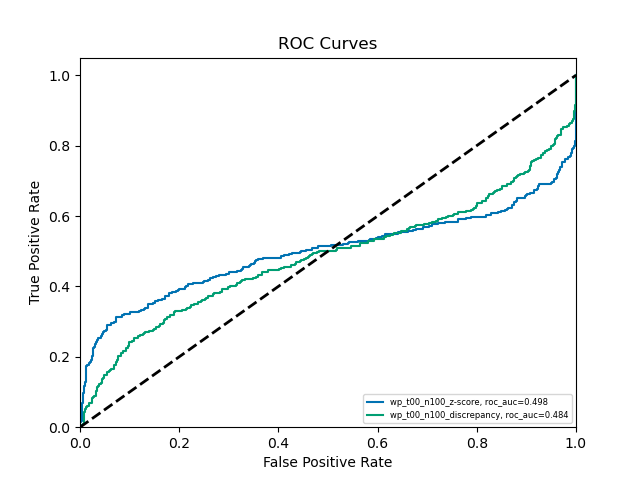 ROC Curves
True Positive Rate
1.0
0.8
0.6
0.4
0.2
0.0
0.0 0.2 0.4 0.6 0.8 1.0
False Positive Rate
wp_t00_n100_z-score, roc_auc=0.498
wp_t00_n100_discrepancy, roc_auc=0.484